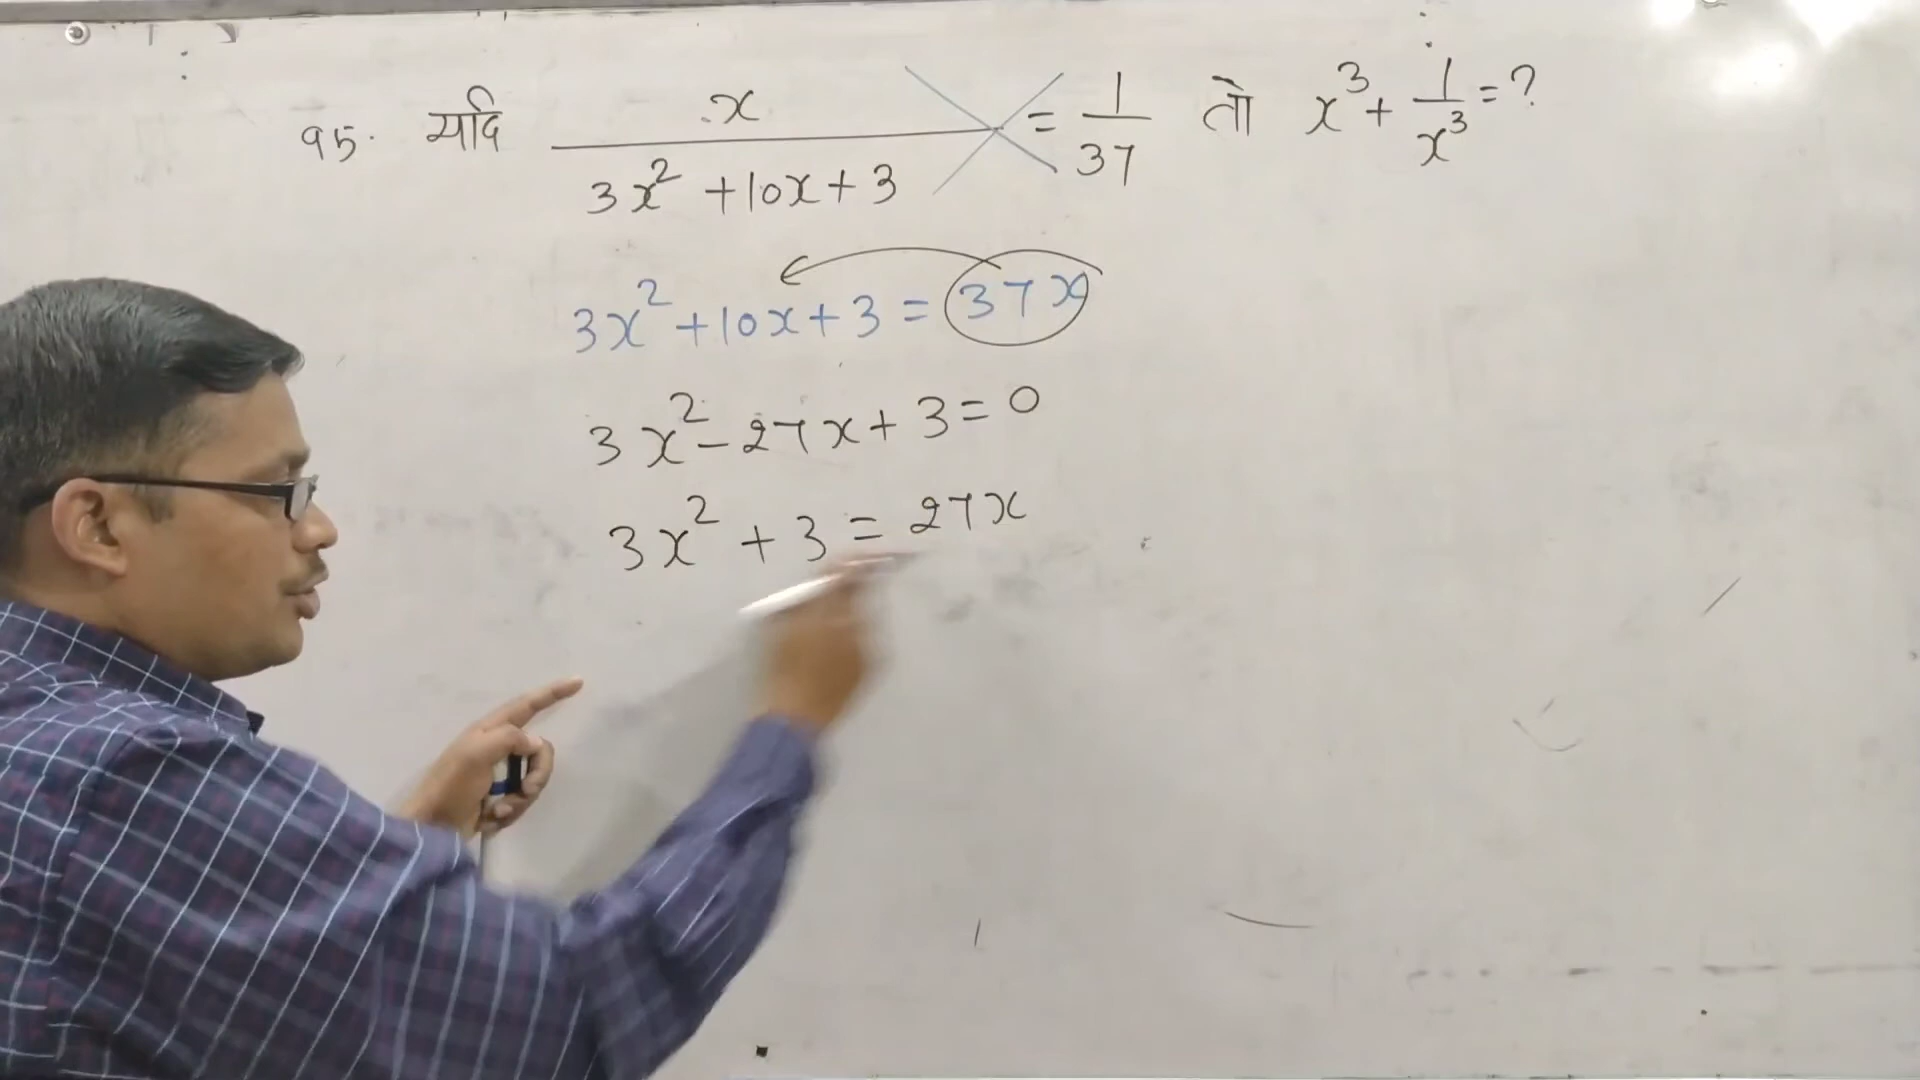 95. यदि x / 3x² + 10x + 3 = 1/37 तो x³ + 1/x³ = ?
3x² + 10x + 3 = 37x
3x² - 27x + 3 = 0
3x² + 3 = 27x